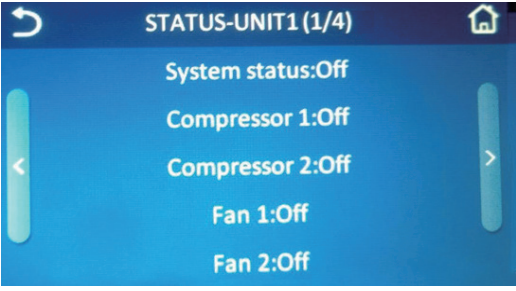 STATUS-UNIT1 (1/4)
System status:Off
Compressor 1:Off
Compressor 2:Off
Fan 1:Off
Fan 2:Off